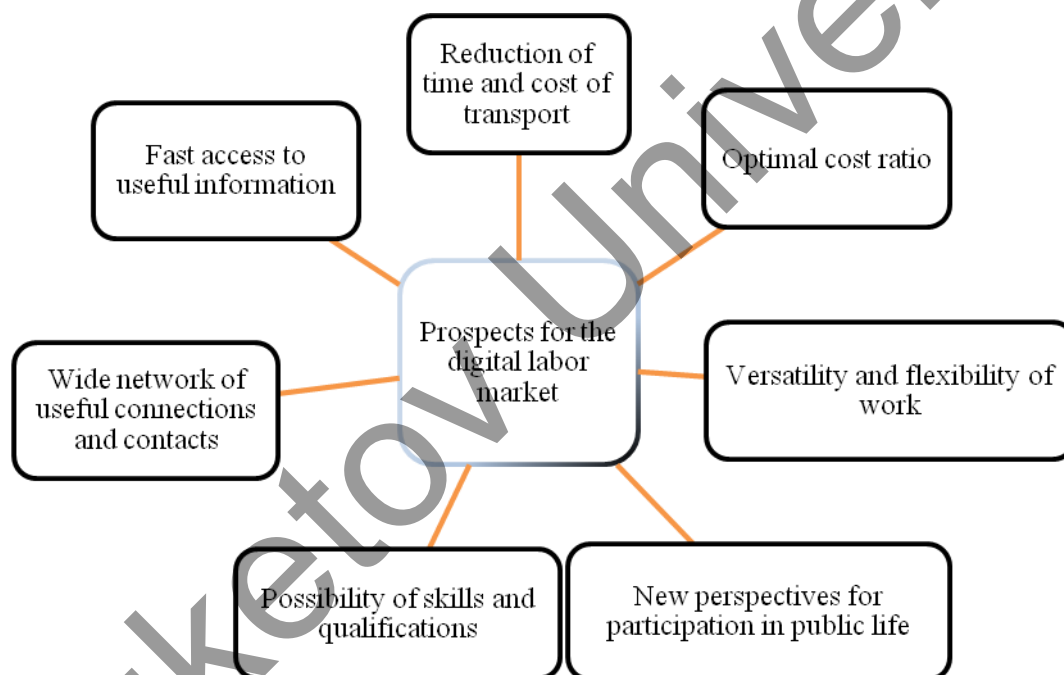 Reduction of
time and cost of
transport
Fast access to
useful information
Optimal cost ratio
Prospects for the
digital labor
market
Wide network of
useful connections
and contacts
Versatility and flexibility of
work
Possibility of skills and
qualifications
New perspectives for
participation in public life